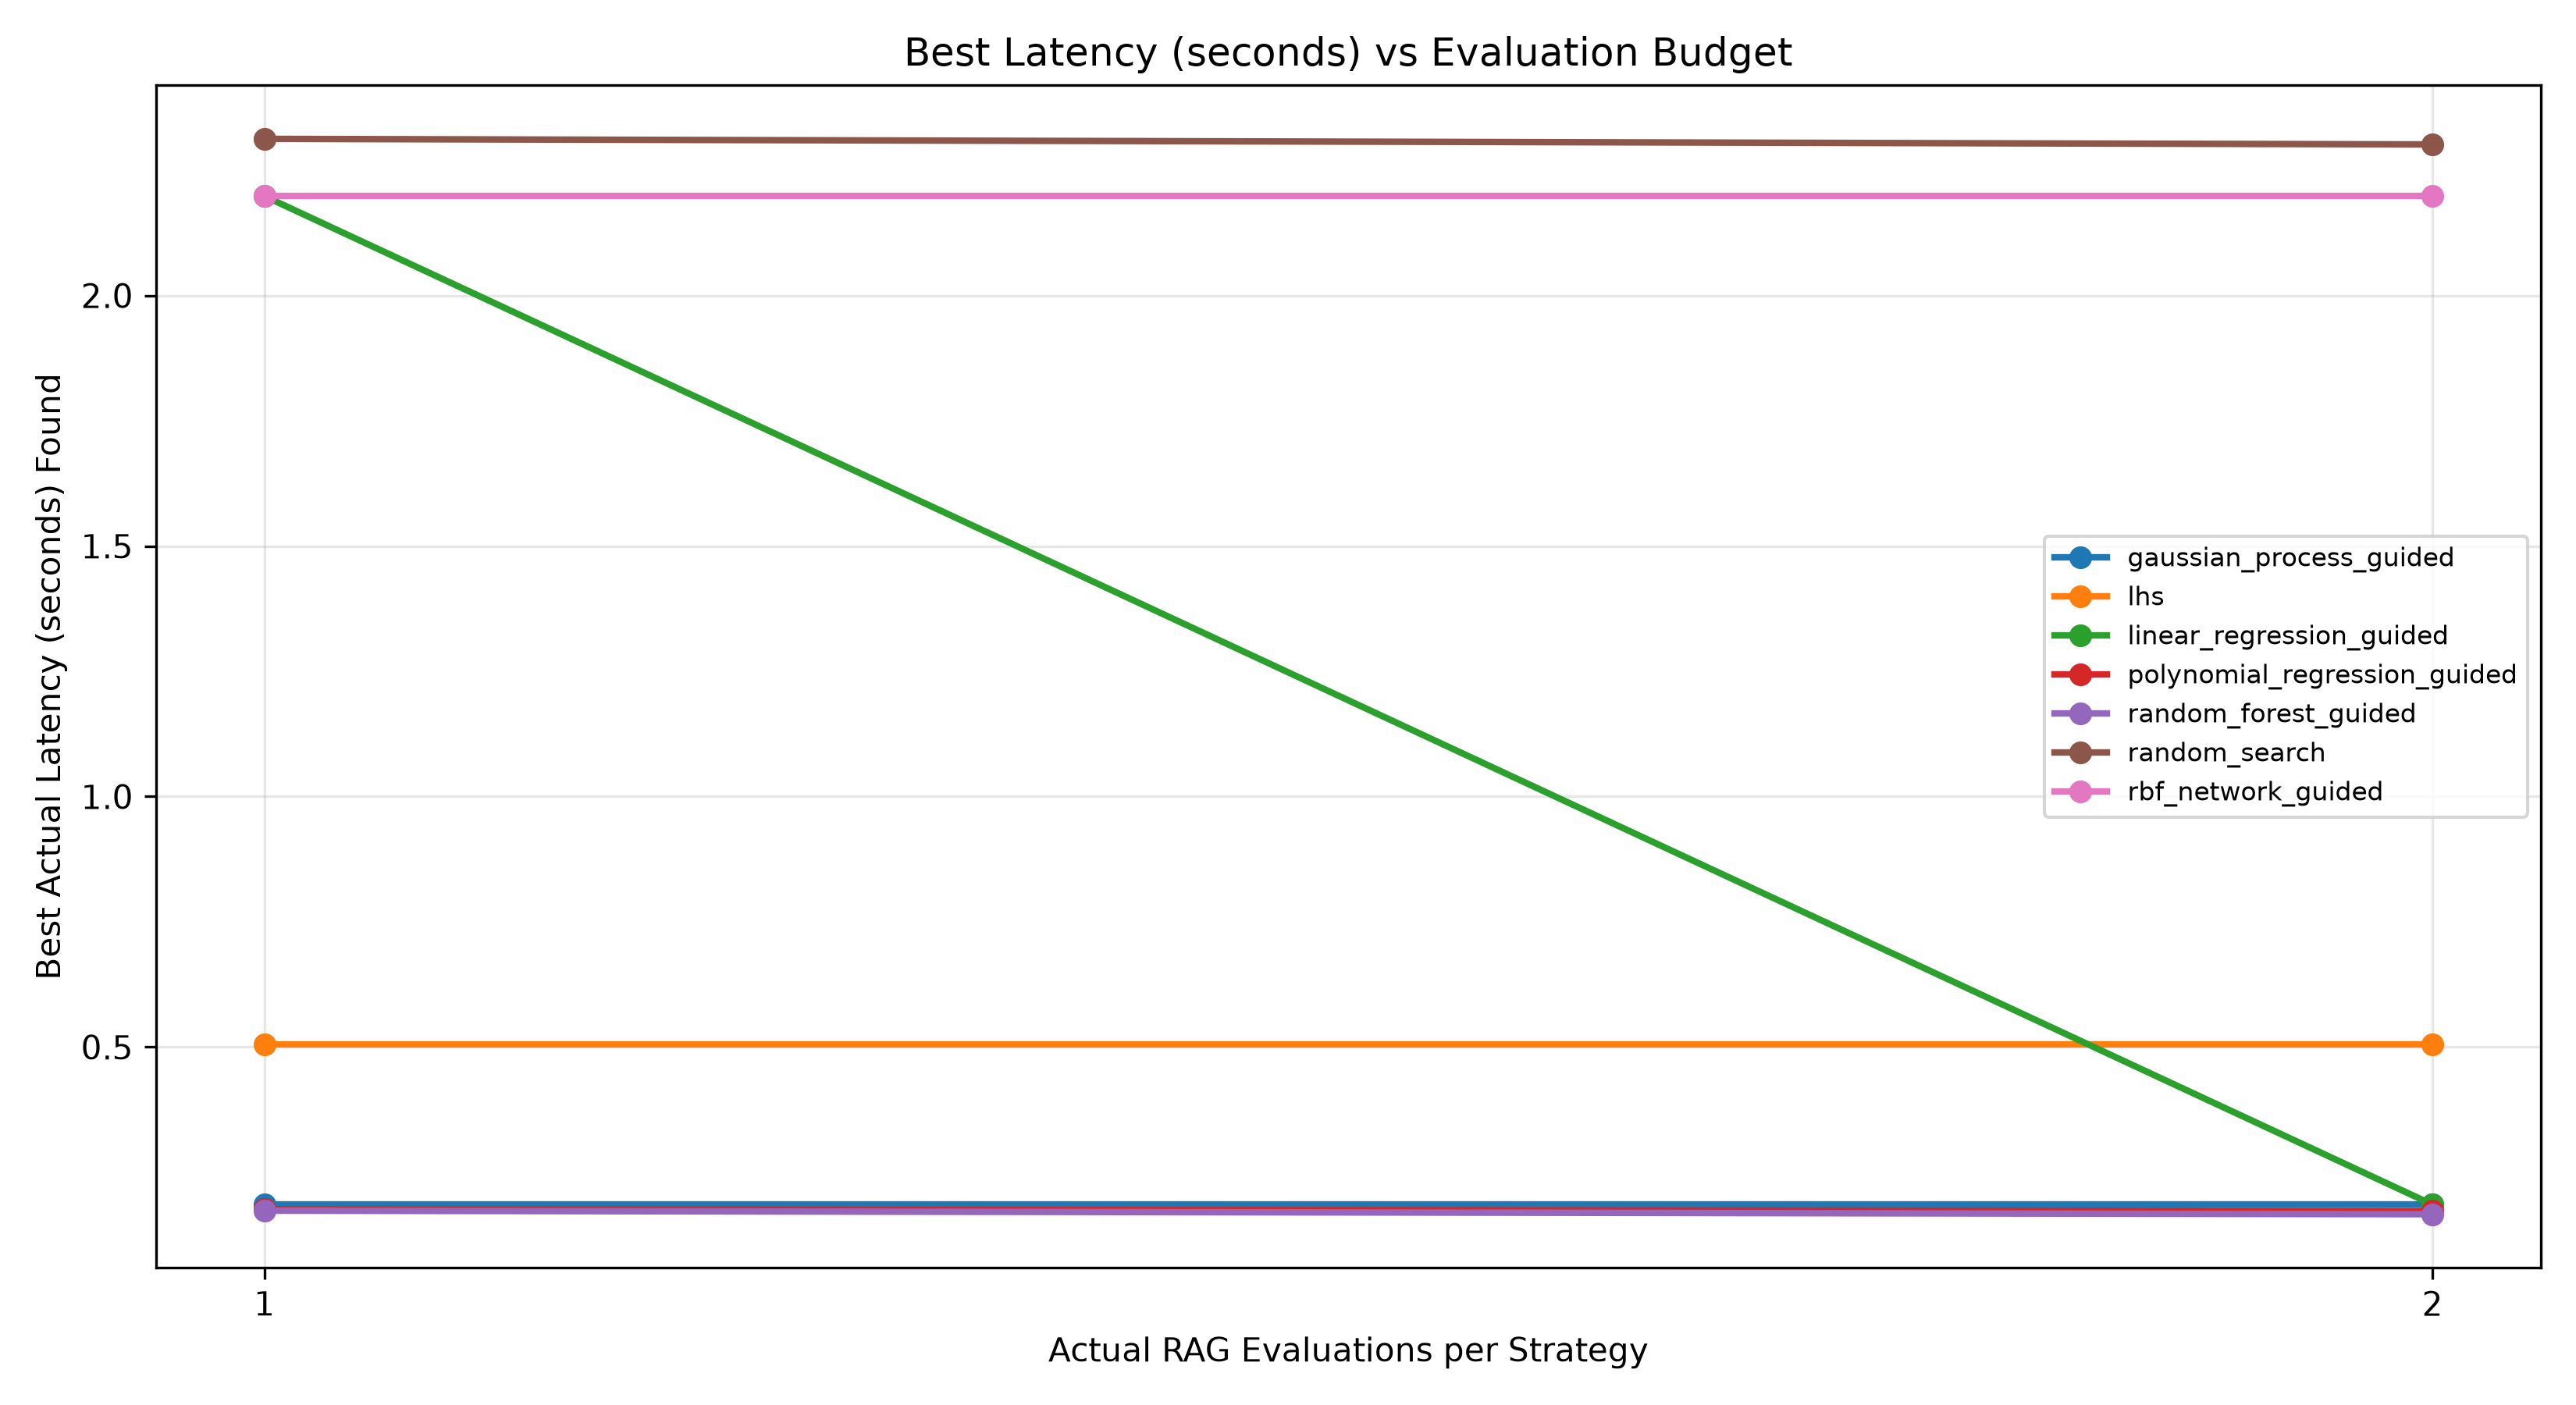 Best Latency (seconds) vs Evaluation Budget
Best Actual Latency (seconds) Found
2.0
1.5
1.0
0.5
gaussian_process_guided
lhs
linear_regression_guided
polynomial_regression_guided
random_forest_guided
random_search
rbf_network_guided
1
2
Actual RAG Evaluations per Strategy